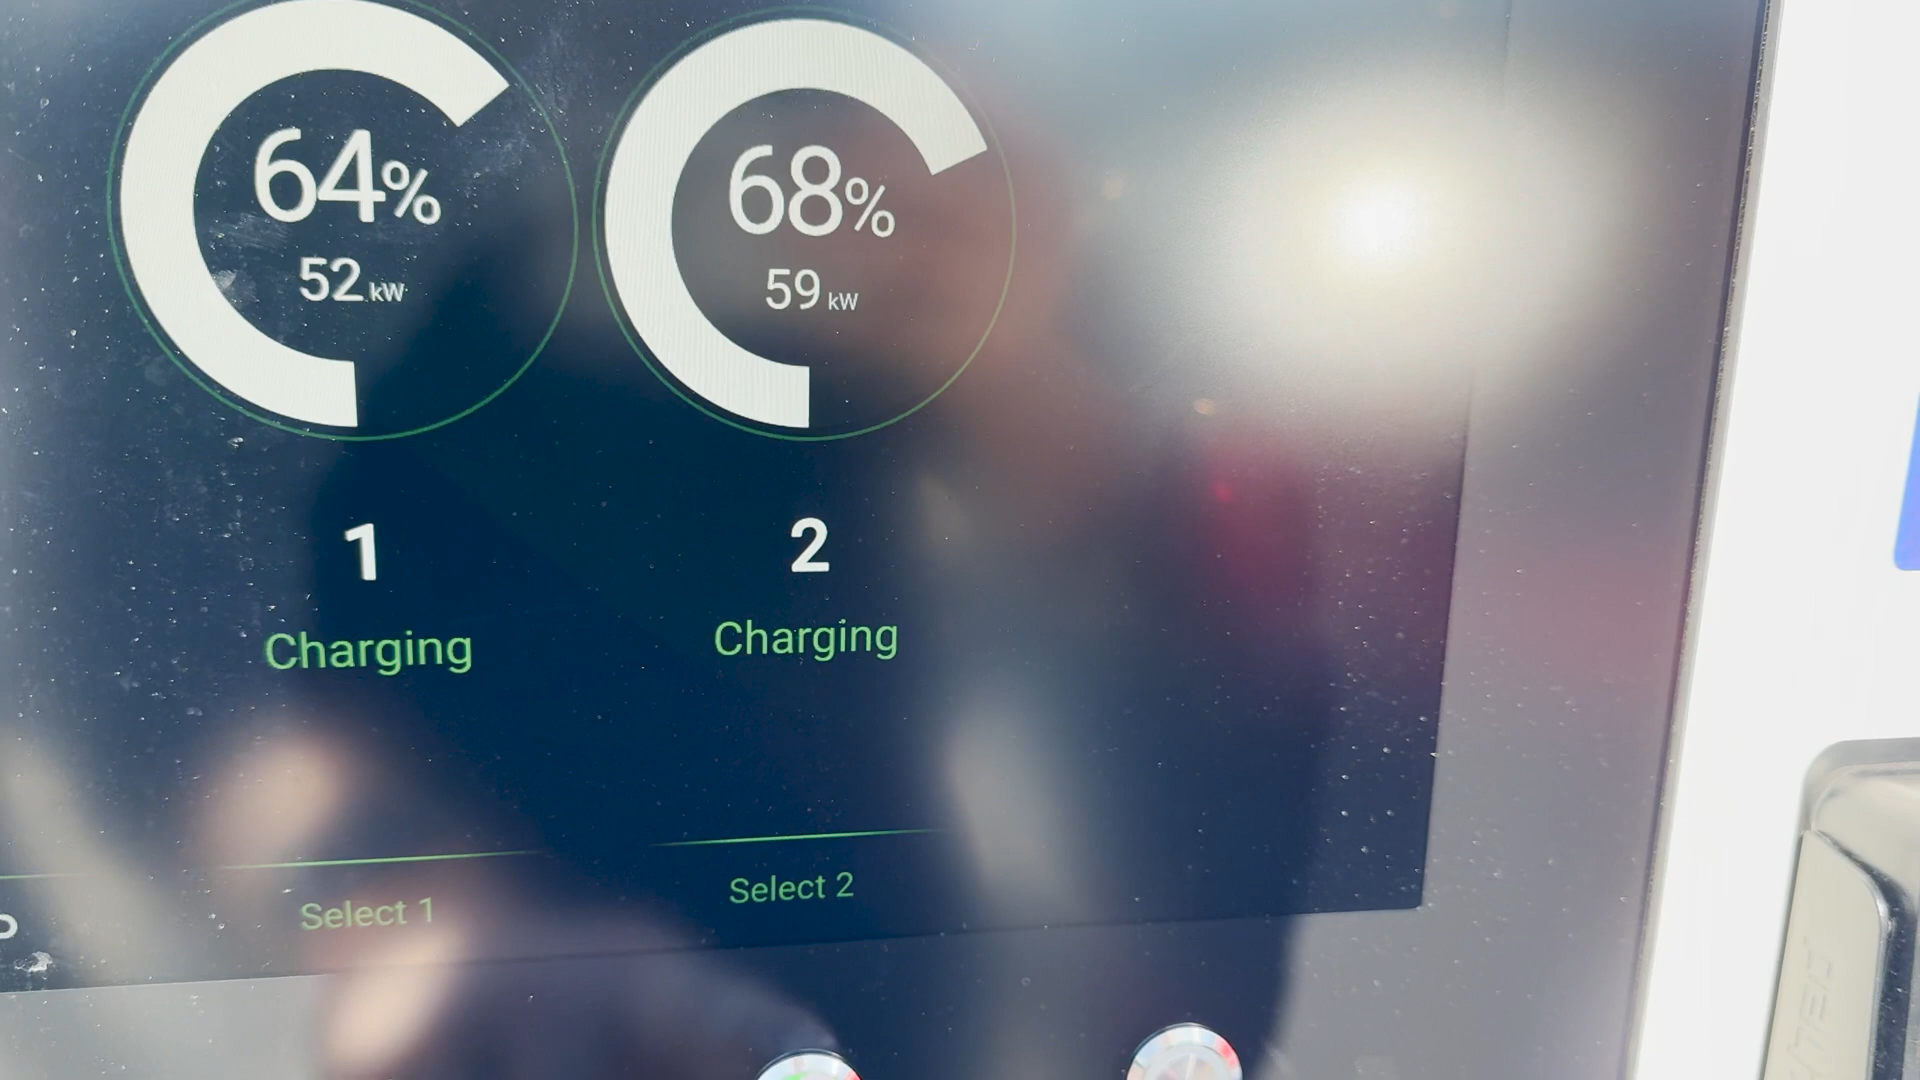 64%
52 kW
68%
59 kW
1
2
Charging
Charging
Select 1
Select 2